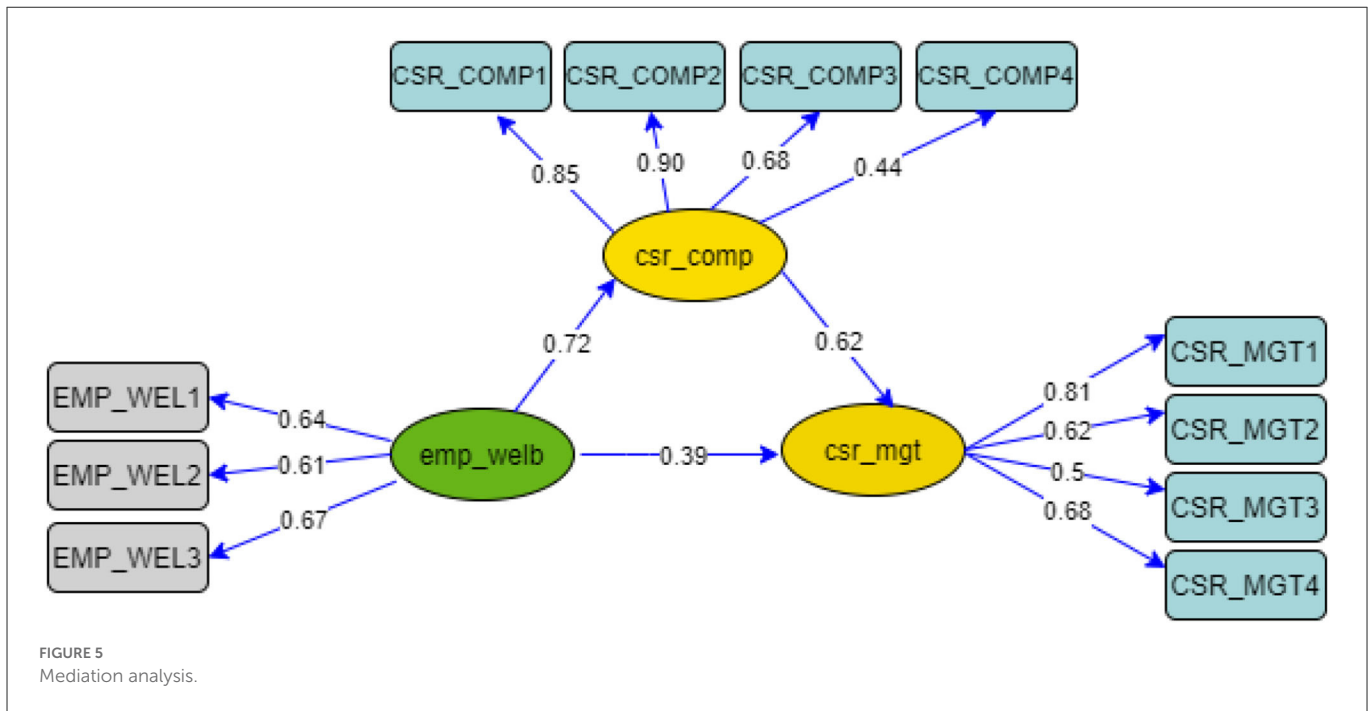 CSR_COMP1
CSR_COMP2
CSR_COMP3
CSR_COMP4
0.85
0.90
0.68
0.44
csr_comp
0.72
0.62
EMP_WEL1
EMP_WEL2
EMP_WEL3
0.64
0.61
0.67
emp_welb
0.39
csr_mgt
0.81
0.62
0.5
0.68
CSR_MGT1
CSR_MGT2
CSR_MGT3
CSR_MGT4
FIGURE 5
Mediation analysis.